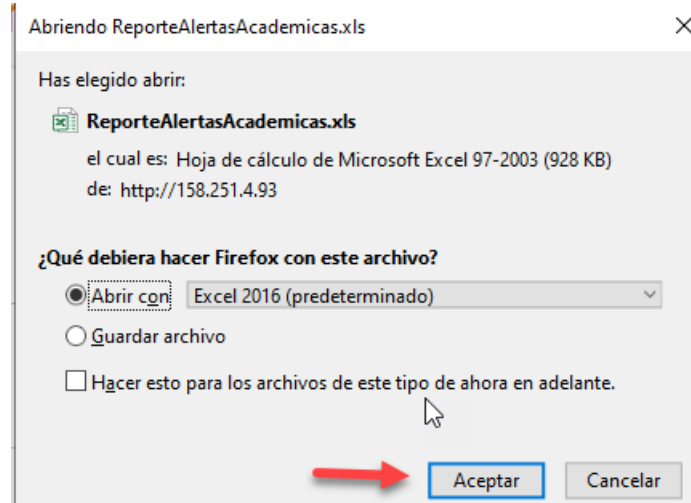 Abriendo ReporteAlertasAcademicas.xls
Has elegido abrir:
ReporteAlertasAcademicas.xls
el cual es: Hoja de cálculo de Microsoft Excel 97-2003 (928 KB)
de: http://158.251.4.93
¿Qué debiera hacer Firefox con este archivo?
Abrir con Excel 2016 (predeterminado)
Guardar archivo
Hacer esto para los archivos de este tipo de ahora en adelante.
Aceptar Cancelar